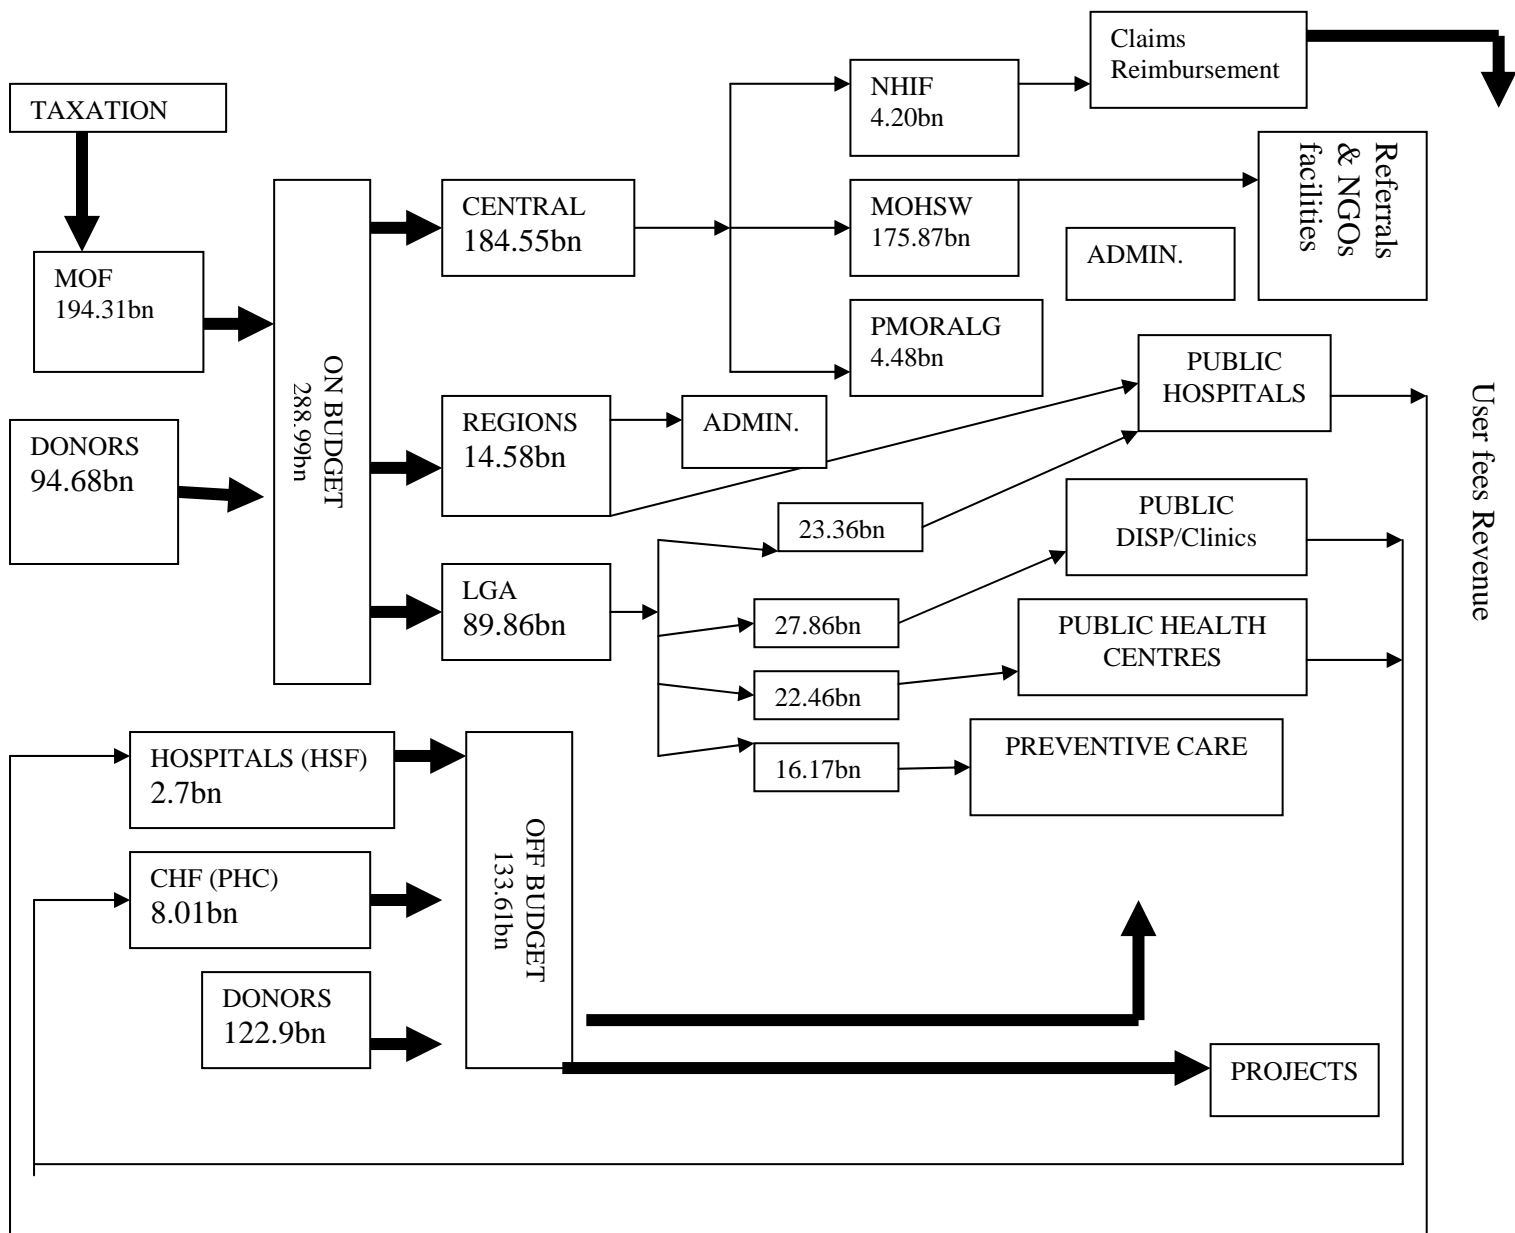 TAXATION
MOF
194.31bn
DONORS
94.68bn
ON BUDGET
288.99bn
CENTRAL
184.55bn
REGIONS
14.58bn
LGA
89.86bn
NHIF
4.20bn
Claims
Reimbursement
MOHSW
175.87bn
ADMIN.
Referrals
& NGOs
facilities
PMORALG
4.48bn
ADMIN.
PUBLIC
HOSPITALS
23.36bn
PUBLIC
DISP/Clinics
27.86bn
PUBLIC HEALTH
CENTRES
22.46bn
PREVENTIVE CARE
16.17bn
User fees Revenue
HOSPITALS (HSF)
2.7bn
CHF (PHC)
8.01bn
DONORS
122.9bn
OFF BUDGET
133.61bn
PROJECTS